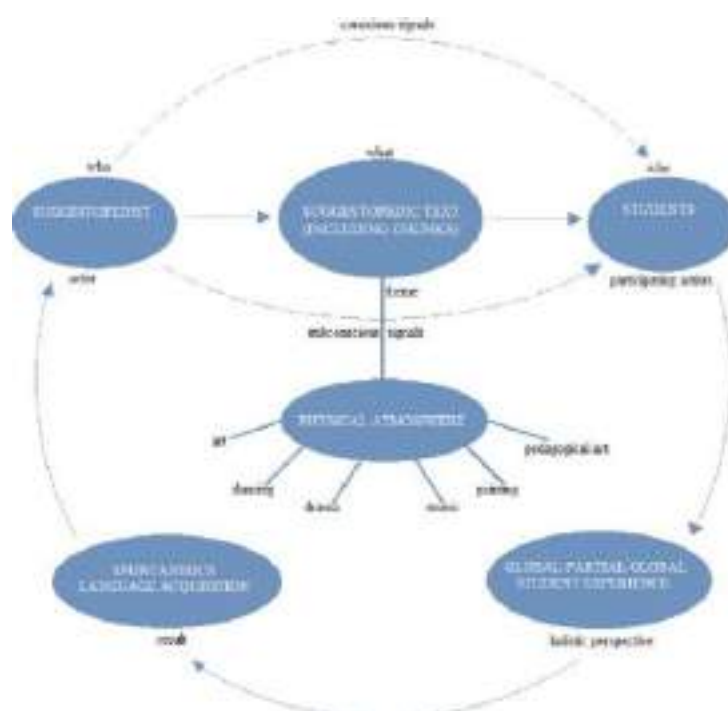 conscious signals
who
what
who
SUGGESTOPEDIST
SUGGESTOPEDIC TEXT
(INCLUDING CHUNKS)
STUDENTS
actor
frame
participating actors
subconscious signals
PHYSICAL ATMOSPHERE
art
pedagogical art
dancing
painting
drama
music
SPONTANEOUS
LANGUAGE ACQUISITION
GLOBAL-PARTIAL-GLOBAL
STUDENT EXPERIENCE
result
holistic perspective